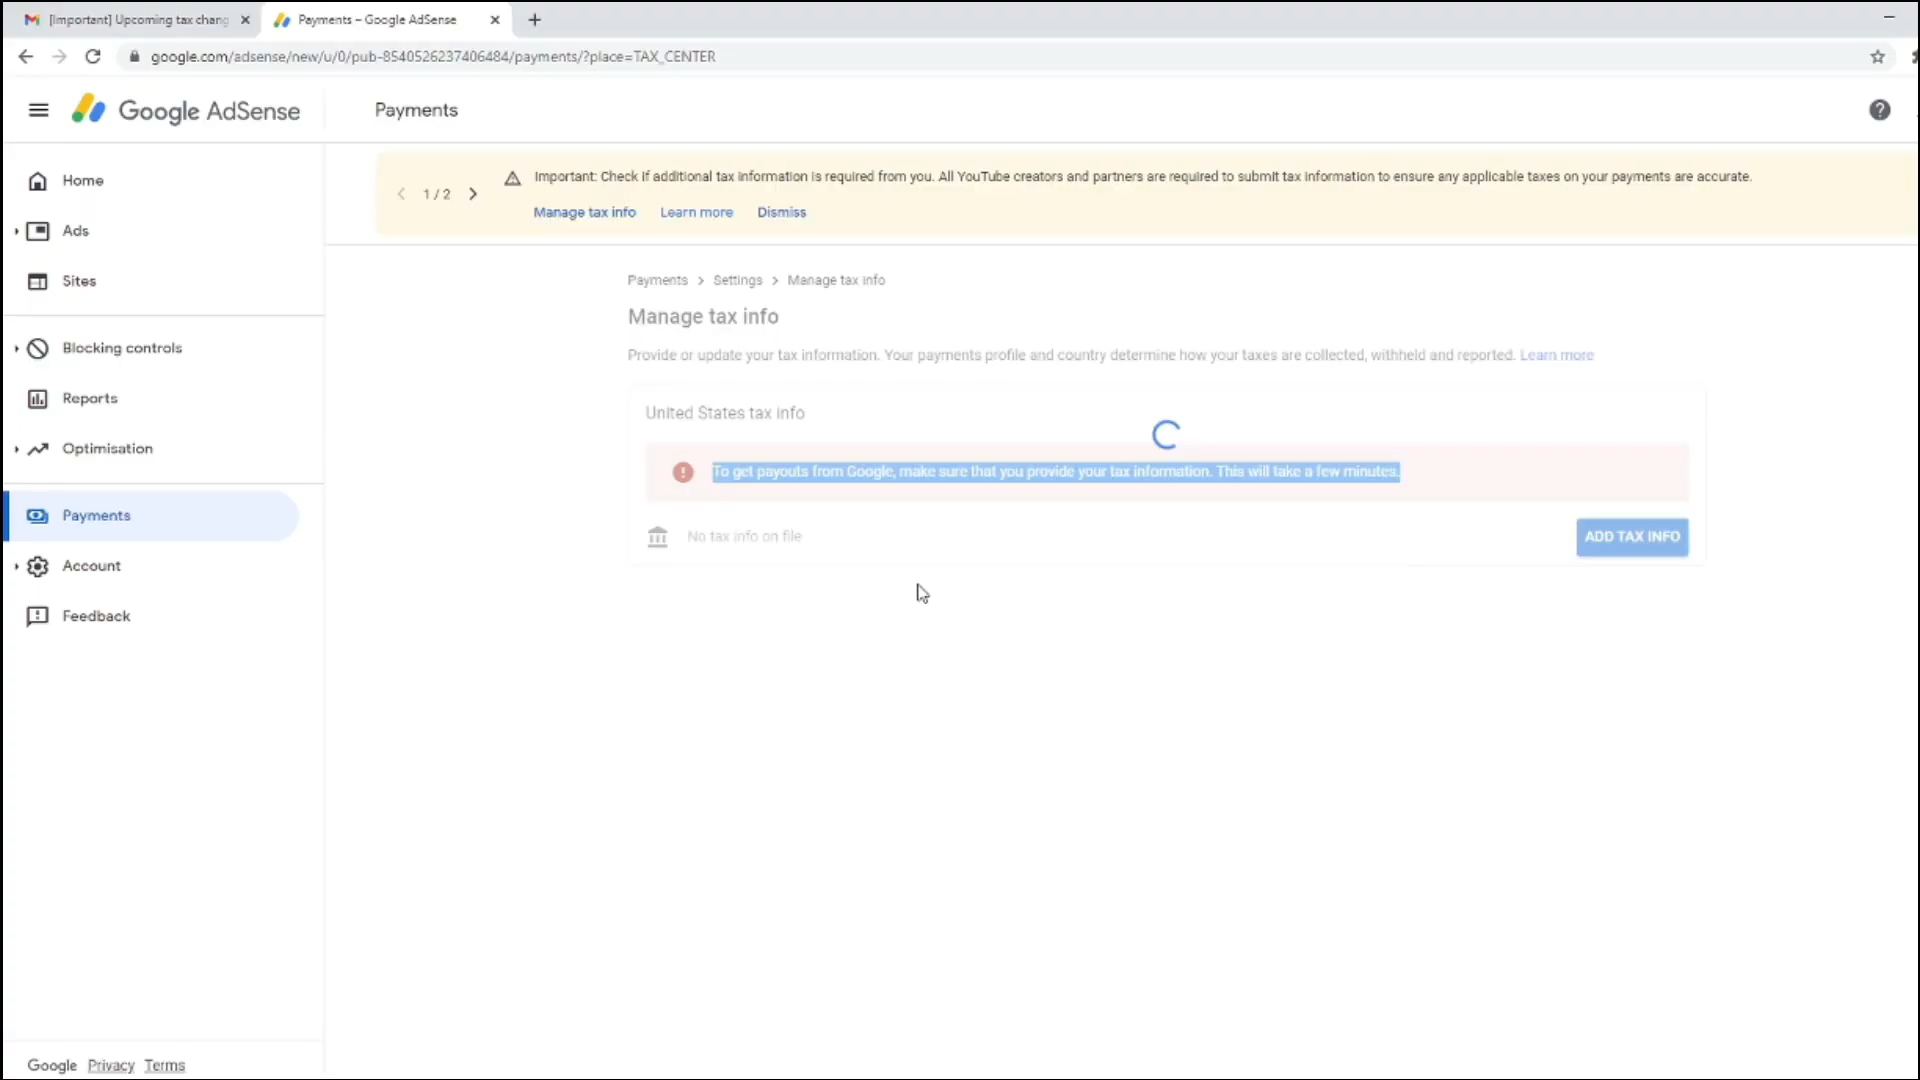 [Important] Upcoming tax chang
Payments – Google AdSense
google.com/adsense/new/u/0/pub-8540526237406484/payments/?place=TAX_CENTER
Google AdSense
Payments
Home
Ads
Sites
Blocking controls
Reports
Optimisation
Payments
Account
Feedback
1 / 2
Important: Check if additional tax information is required from you. All YouTube creators and partners are required to submit tax information to ensure any applicable taxes on your payments are accurate.
Manage tax info Learn more Dismiss
Payments > Settings > Manage tax info
Manage tax info
Provide or update your tax information. Your payments profile and country determine how your taxes are collected, withheld and reported. Learn more
United States tax info
To get payouts from Google, make sure that you provide your tax information. This will take a few minutes.
No tax info on file
ADD TAX INFO
Google Privacy Terms